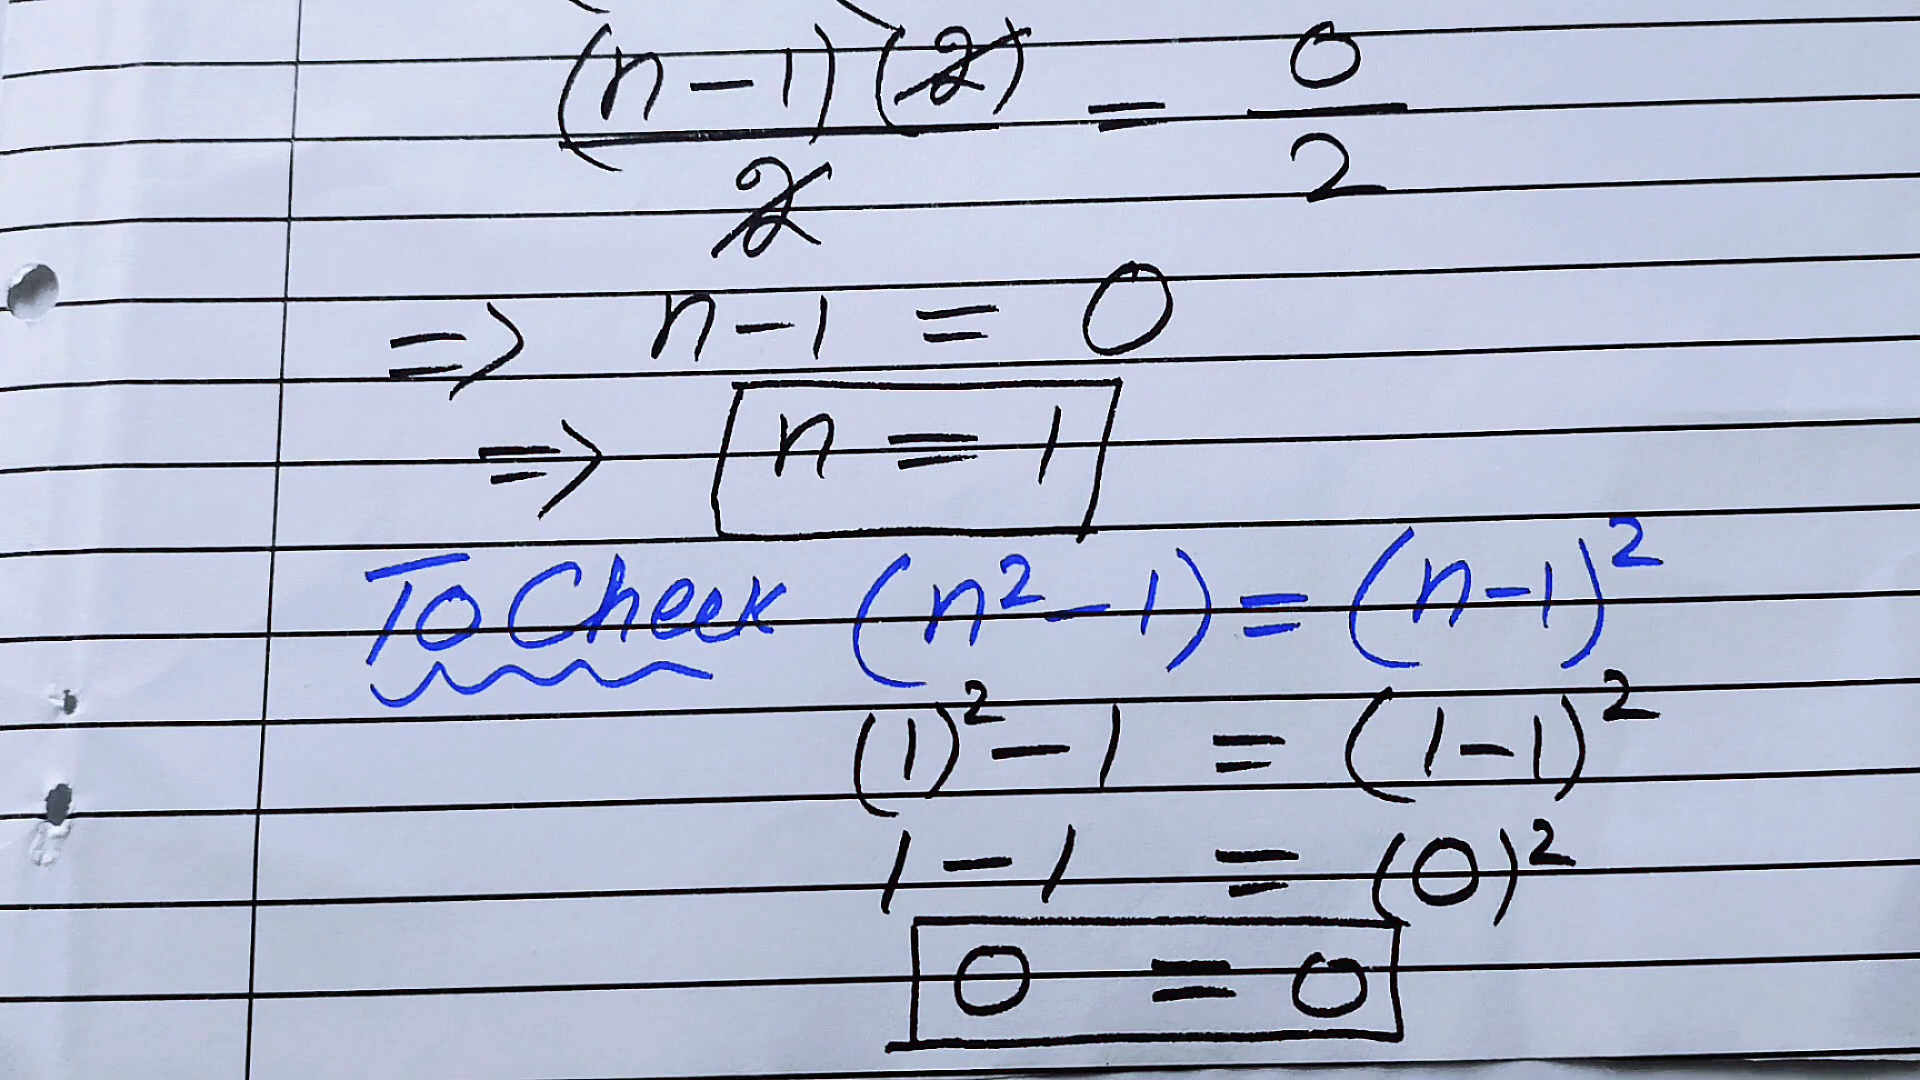 (n-1)(2)/2 = 0/2
=> n-1 = 0
=> n = 1
To Check (n²-1) = (n-1)²
(1)²-1 = (1-1)²
1-1 = (0)²
0 = 0